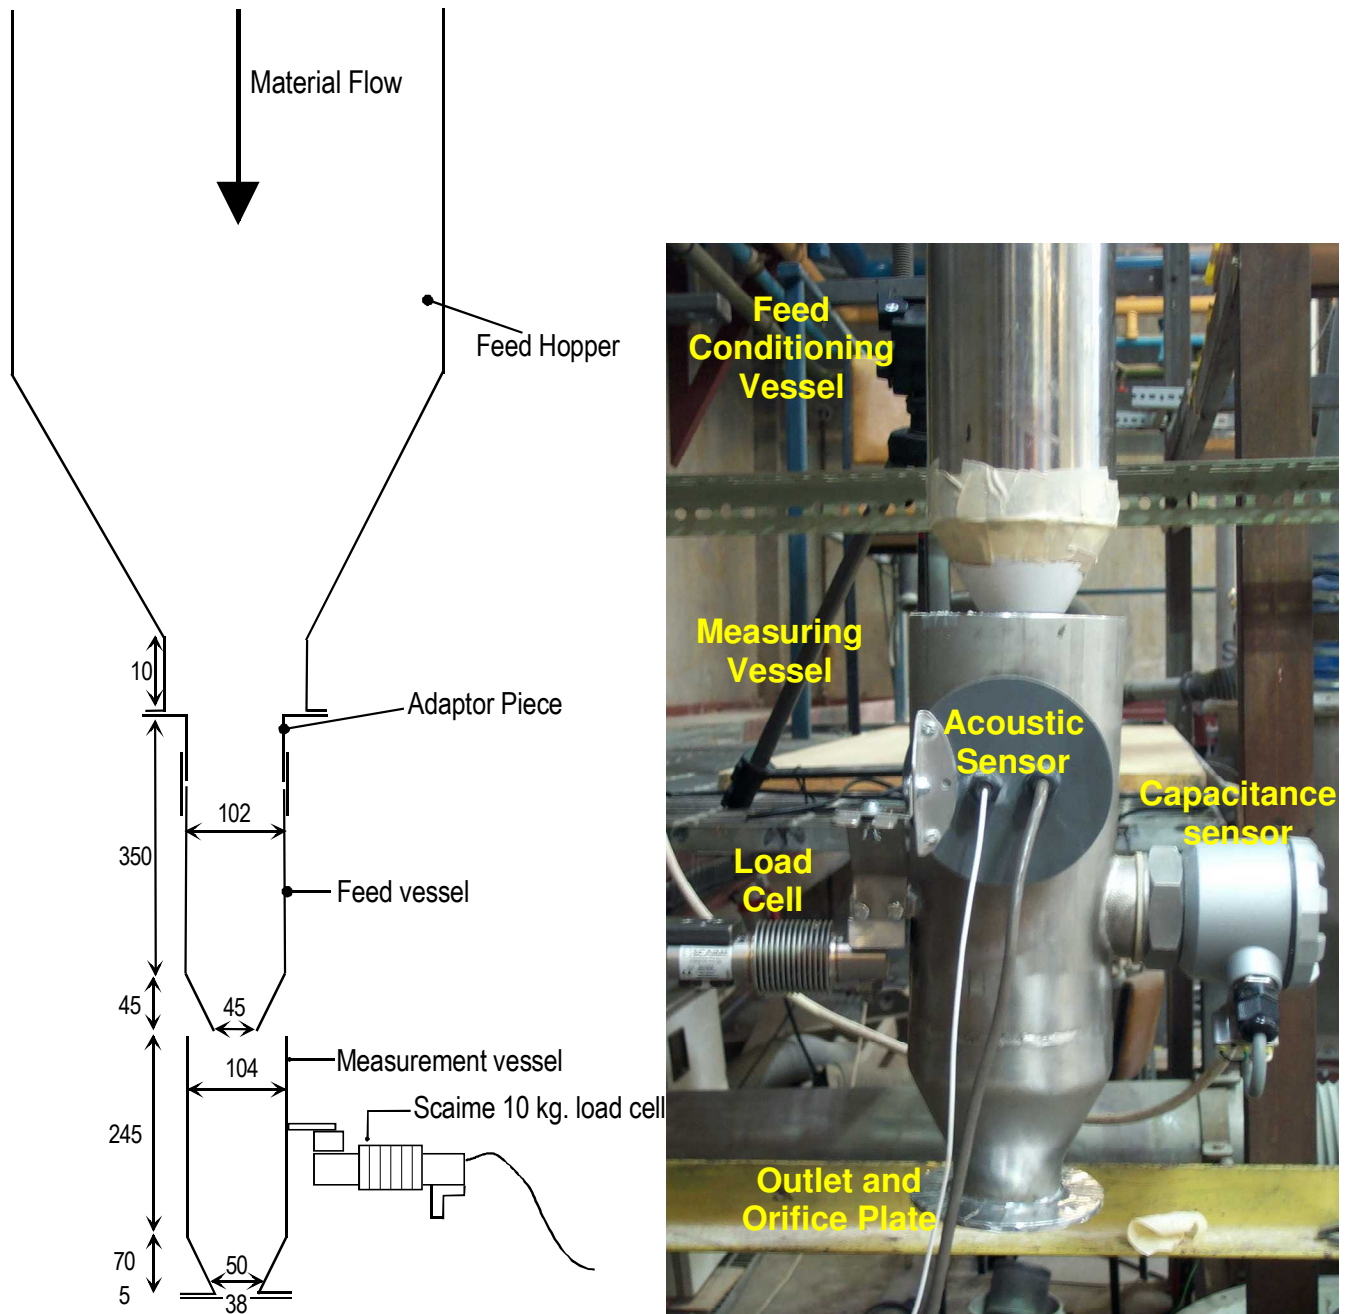 Material Flow
Feed Hopper
10
Adaptor Piece
102
350
Feed vessel
45
45
Measurement vessel
104
Scaime 10 kg. load cell
245
70
50
5
38
Feed
Conditioning
Vessel
Measuring
Vessel
Acoustic
Sensor
Capacitance
sensor
Load
Cell
Outlet and
Orifice Plate